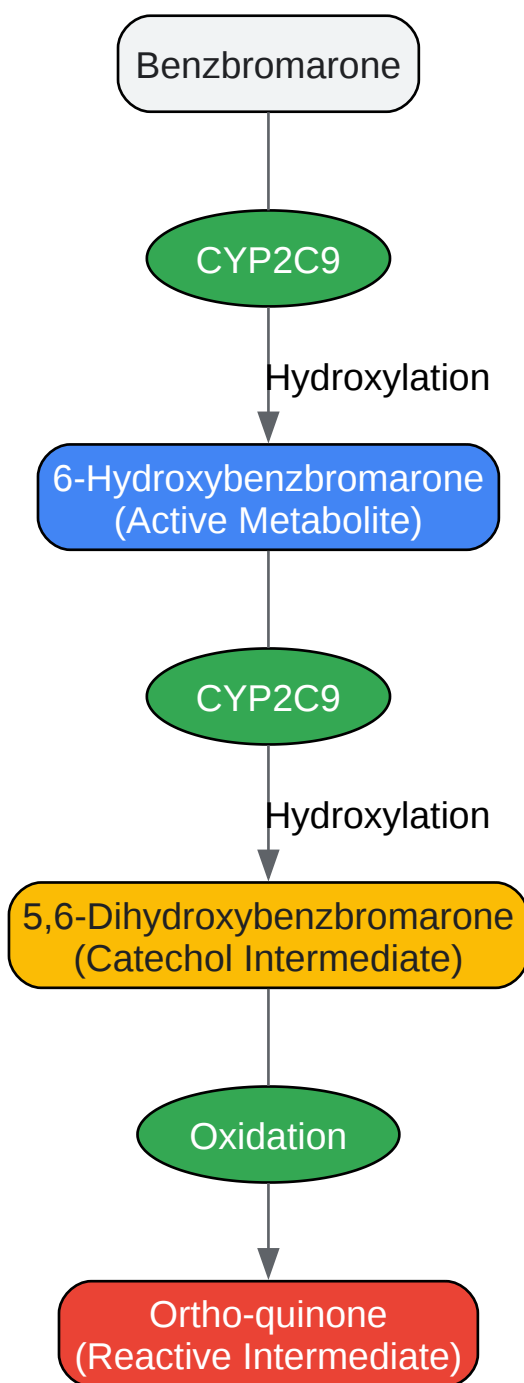 Benzbromarone
CYP2C9
Hydroxylation
6-Hydroxybenzbromarone
(Active Metabolite)
CYP2C9
Hydroxylation
5,6-Dihydroxybenzbromarone
(Catechol Intermediate)
Oxidation
Ortho-quinone
(Reactive Intermediate)